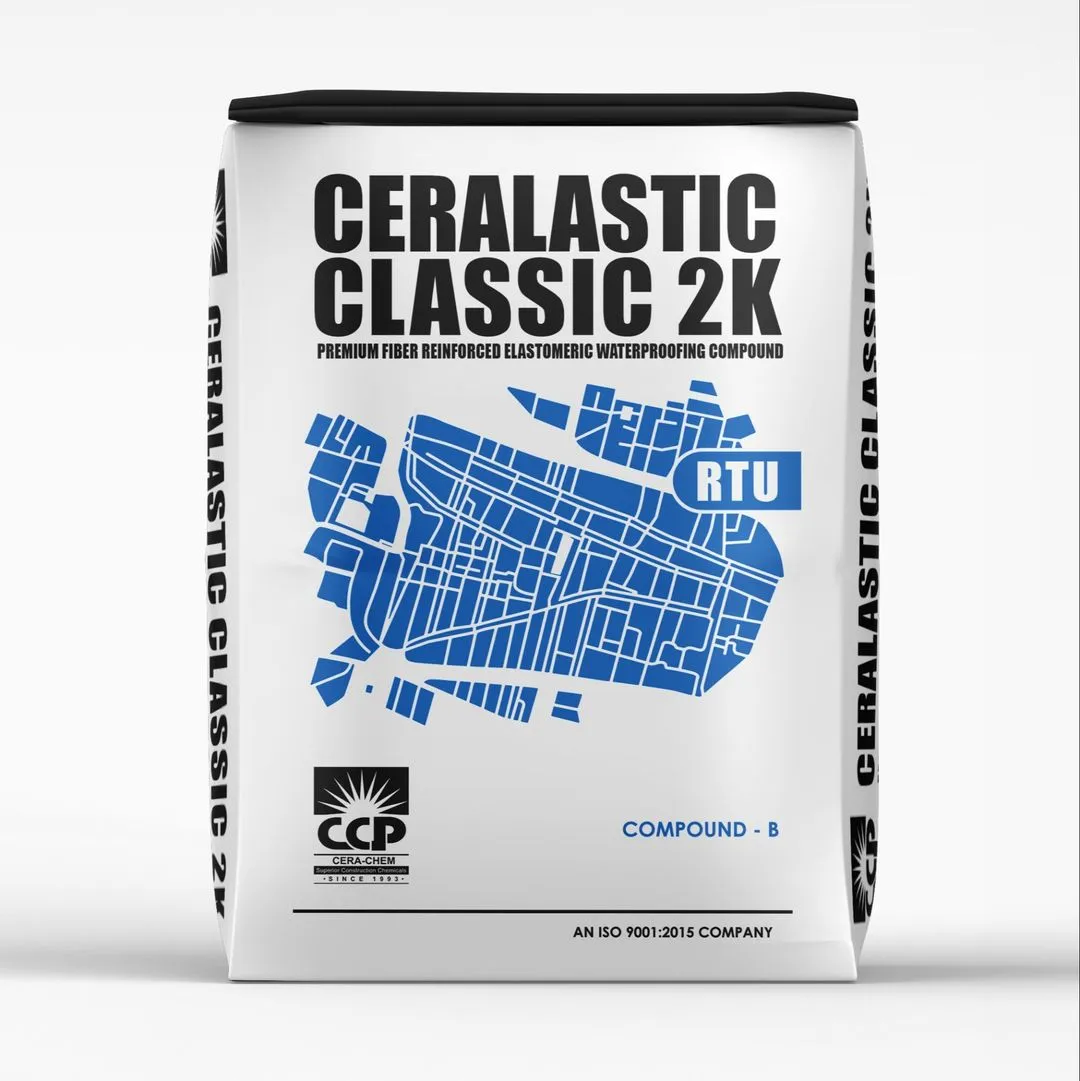 CERALASTIC
CLASSIC 2K
PREMIUM FIBER REINFORCED ELASTOMERIC WATERPROOFING COMPOUND
RTU
CCP
CERA-CHEM
Superior Construction Chemicals
•SINCE 1993•
COMPOUND - B
AN ISO 9001:2015 COMPANY
CERALASTIC CLASSIC 2K
CERALASTIC CLASSIC 2K
CCP